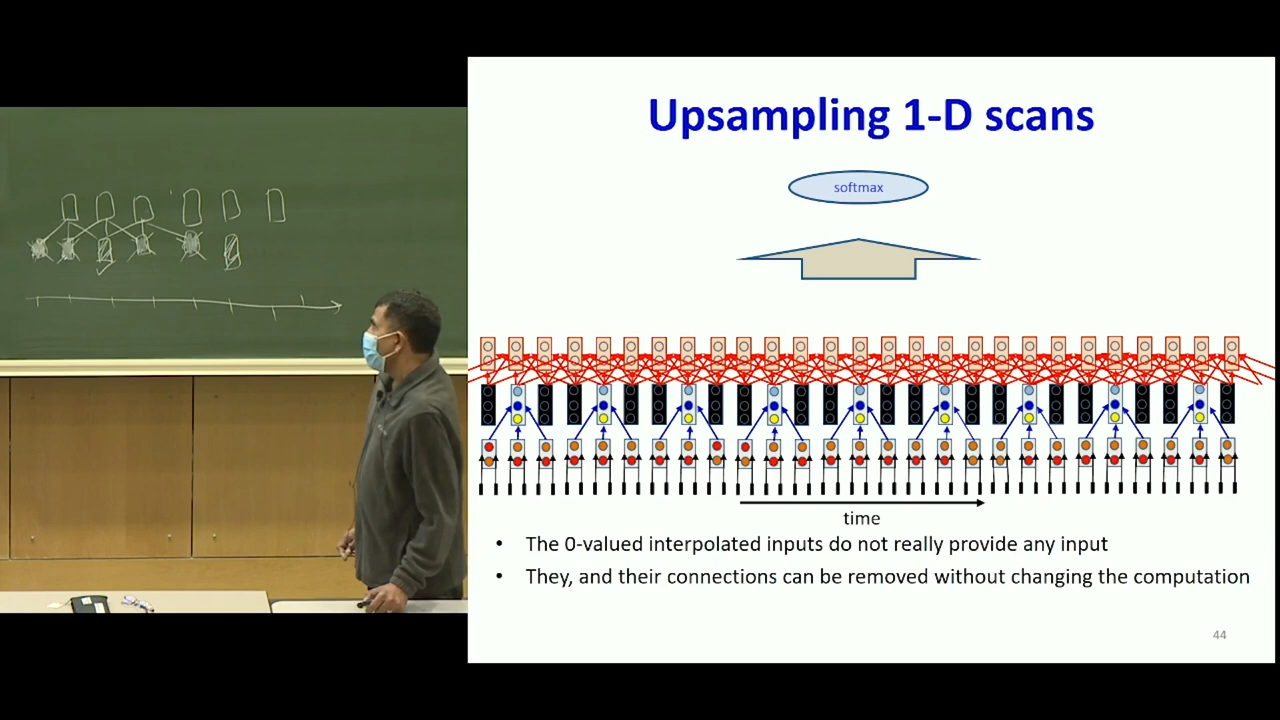 Upsampling 1-D scans
softmax
time
• The 0-valued interpolated inputs do not really provide any input
• They, and their connections can be removed without changing the computation
44